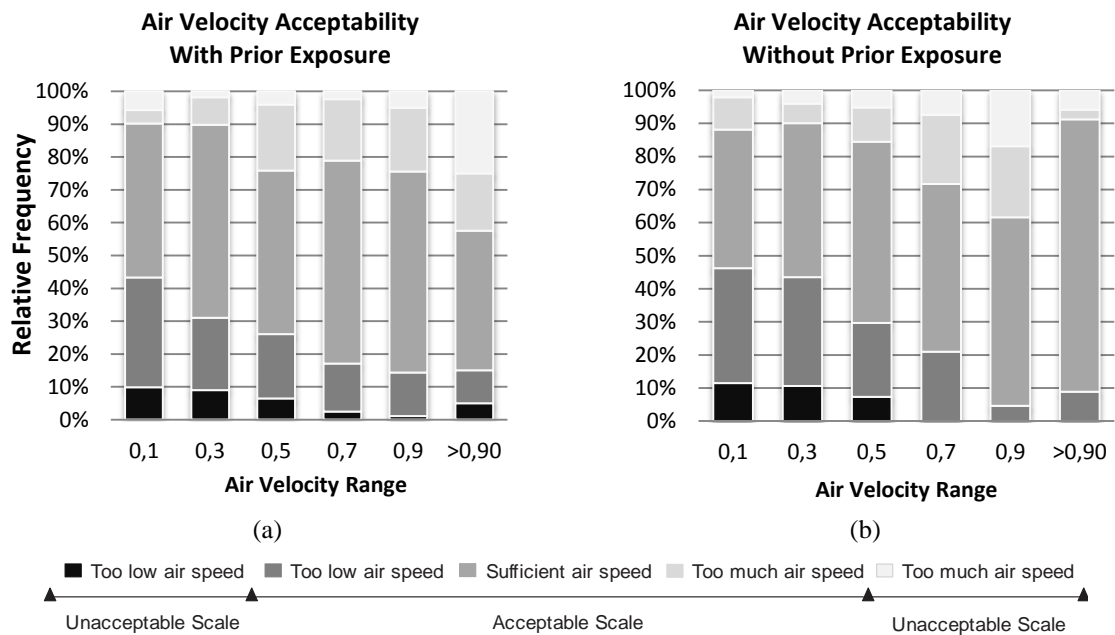 Air Velocity Acceptability
With Prior Exposure
100%
90%
80%
70%
60%
50%
40%
30%
20%
10%
0%
Relative Frequency
0,1 0,3 0,5 0,7 0,9 >0,90
Air Velocity Range
(a)
Air Velocity Acceptability
Without Prior Exposure
100%
90%
80%
70%
60%
50%
40%
30%
20%
10%
0%
0,1 0,3 0,5 0,7 0,9 >0,90
Air Velocity Range
(b)
Too low air speed Too low air speed Sufficient air speed Too much air speed Too much air speed
Unacceptable Scale Acceptable Scale Unacceptable Scale